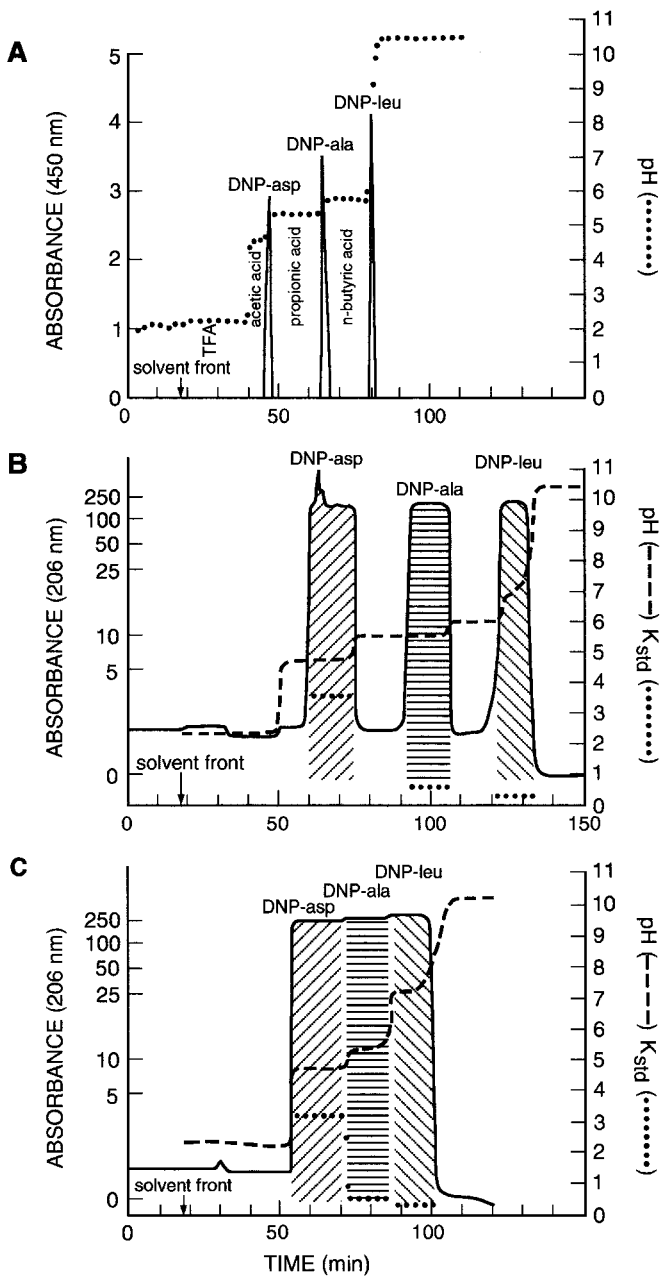 A
ABSORBANCE (450 nm)
5
4
3
2
1
0
DNP-asp
DNP-ala
DNP-leu
acetic acid
propionic acid
n-butyric acid
TFA
solvent front
0
50
100
11
10
9
8
7
6
5
4
3
2
1
0
pH (••••••••)
B
ABSORBANCE (206 nm)
250
100
50
25
10
5
0
DNP-asp
DNP-ala
DNP-leu
solvent front
0
50
100
150
11
10
9
8
7
6
5
4
3
2
1
0
pH (----) Kstd (••••••••)
C
ABSORBANCE (206 nm)
250
100
50
25
10
5
0
DNP-asp
DNP-ala
DNP-leu
solvent front
0
50
100
11
10
9
8
7
6
5
4
3
2
1
0
pH (----) Kstd (••••••••)
TIME (min)